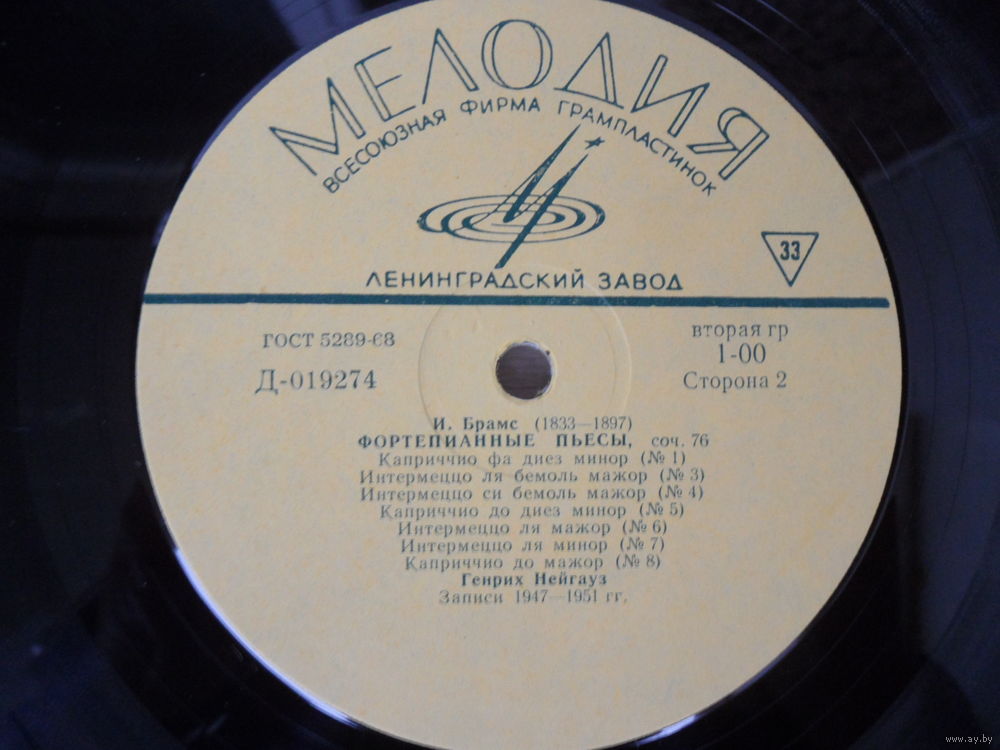 МЕЛОДИЯ
ВСЕСОЮЗНАЯ ФИРМА ГРАМПЛАСТИНОК
33
ЛЕНИНГРАДСКИЙ ЗАВОД
ГОСТ 5289-68
вторая гр
Д-019274
1-00
Сторона 2
И. Брамс (1833—1897)
ФОРТЕПИАННЫЕ ПЬЕСЫ, соч. 76
Каприччио фа диез минор (№ 1)
Интермеццо ля бемоль мажор (№ 3)
Интермеццо си бемоль мажор (№ 4)
Каприччио до диез минор (№ 5)
Интермеццо ля мажор (№ 6)
Интермеццо ля минор (№ 7)
Каприччио до мажор (№ 8)
Генрих Нейгауз
Записи 1947—1951 гг.
www.ay.by